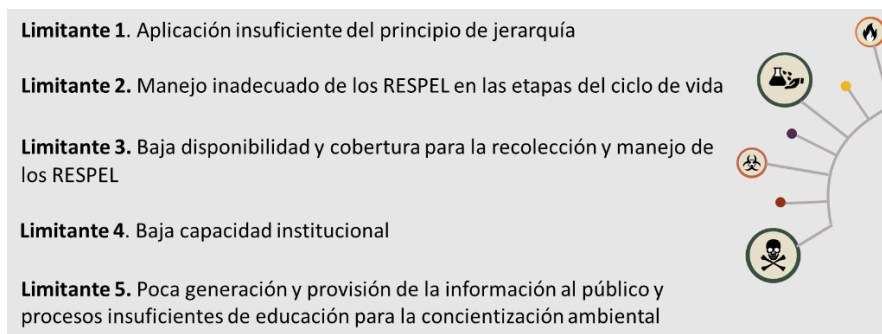 Limitante 1. Aplicación insuficiente del principio de jerarquía
Limitante 2. Manejo inadecuado de los RESPEL en las etapas del ciclo de vida
Limitante 3. Baja disponibilidad y cobertura para la recolección y manejo de
los RESPEL
Limitante 4. Baja capacidad institucional
Limitante 5. Poca generación y provisión de la información al público y
procesos insuficientes de educación para la concientización ambiental